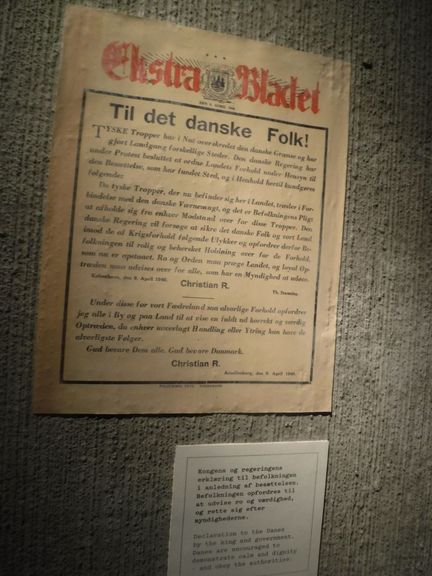 Ekstra Bladet
DEN 9. APRIL 1940
Til det danske Folk!
TYSKE Tropper har i Nat overskredet den danske Grænse og har
gjort Landgang forskellige Steder. Den danske Regering har
under Protest besluttet at ordne Landets Forhold under Hensyn til
den Besættelse, som har fundet Sted, og i Henhold hertil kundgøres
følgende:
De tyske Tropper, der nu befinder sig her i Landet, træder i For-
bindelse med den danske Værnemagt, og det er Befolkningens Pligt
at afholde sig fra enhver Modstand over for disse Tropper. Den
danske Regering vil forsøge at sikre det danske Folk og vort Land
imod de af Krigsforhold følgende Ulykker og opfordrer derfor Be-
folkningen til rolig og behersket Holdning over for de Forhold,
som nu er opstaaet. Ro og Orden maa præge Landet, og loyal Op-
træden maa udvises over for alle, som har en Myndighed at udøve.
København, den 9. April 1940.
Christian R.
Th. Stauning.
Under disse for vort Fædreland saa alvorlige Forhold opfordrer
jeg alle i By og paa Land til at vise en fuldt ud korrekt og værdig
Optræden, da enhver uoverlagt Handling eller Ytring kan have de
alvorligste Følger.
Gud bevare Dem alle. Gud bevare Danmark.
Christian R.
Amalienborg, den 9. April 1940.
Kongens og regeringens
erklæring til befolkningen
i anledning af besættelsen.
Befolkningen opfordres til
at udvise ro og værdighed,
og rette sig efter
myndighederne.
Declaration to the Danes
by the king and government.
Danes are encouraged to
demonstrate calm and dignity
- and obey the authorities.